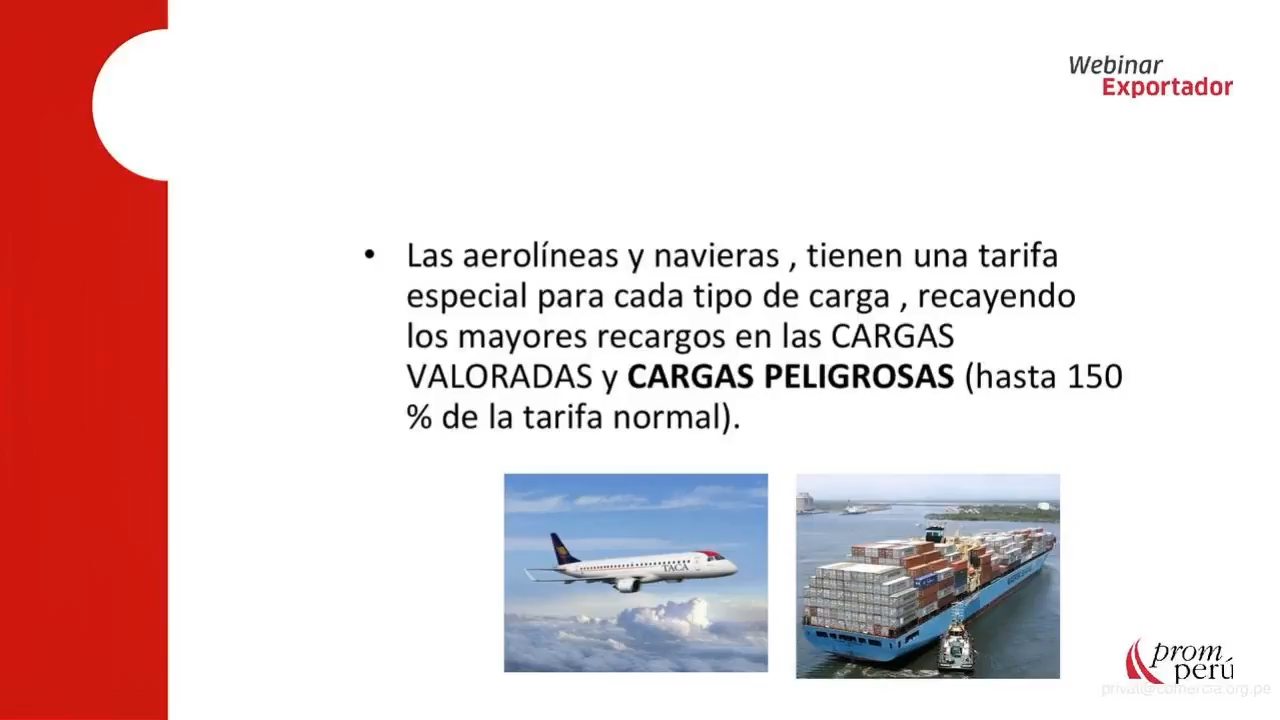 Webinar
Exportador
• Las aerolíneas y navieras , tienen una tarifa
especial para cada tipo de carga , recayendo
los mayores recargos en las CARGAS
VALORADAS y CARGAS PELIGROSAS (hasta 150
% de la tarifa normal).
TACA
prom
perú